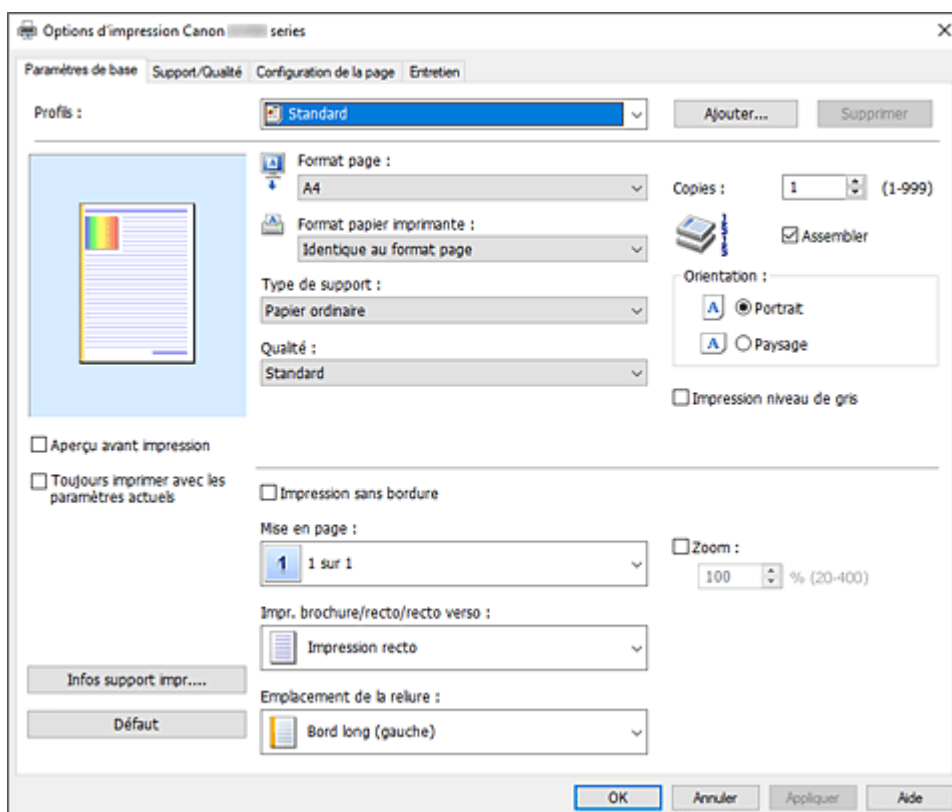 Options d'impression Canon series
Paramètres de base Support/Qualité Configuration de la page Entretien
Profils : Standard Ajouter... Supprimer
Format page :
A4
Copies : 1 (1-999)
Format papier imprimante :
Identique au format page
Assembler
Type de support :
Papier ordinaire
Orientation :
A Portrait
A Paysage
Qualité :
Standard
Impression niveau de gris
Aperçu avant impression
Toujours imprimer avec les
paramètres actuels
Impression sans bordure
Mise en page :
1 1 sur 1
Zoom :
100 % (20-400)
Impr. brochure/recto/recto verso :
Impression recto
Infos support impr....
Emplacement de la reliure :
Défaut
Bord long (gauche)
OK Annuler Appliquer Aide